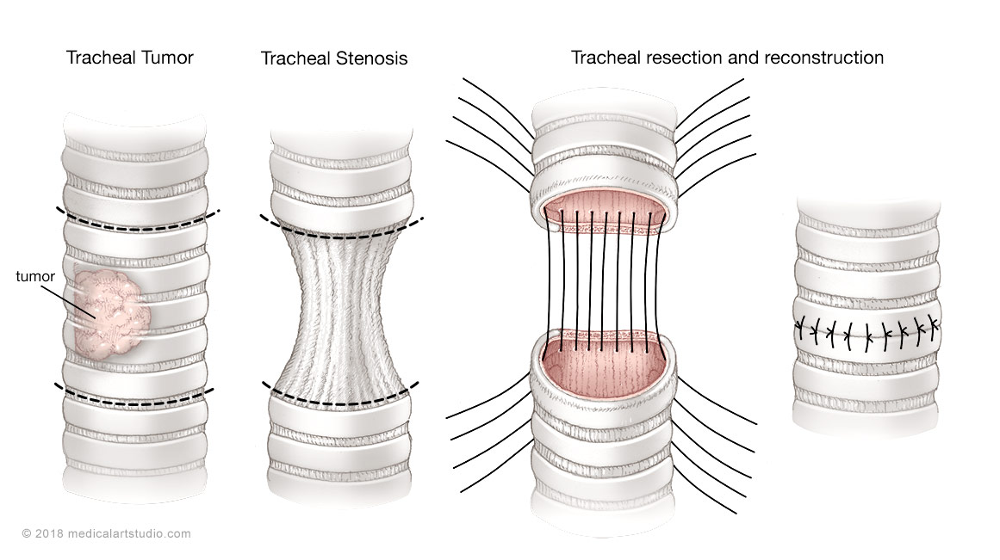 Tracheal Tumor
Tracheal Stenosis
Tracheal resection and reconstruction
tumor
© 2018 medicalartstudio.com